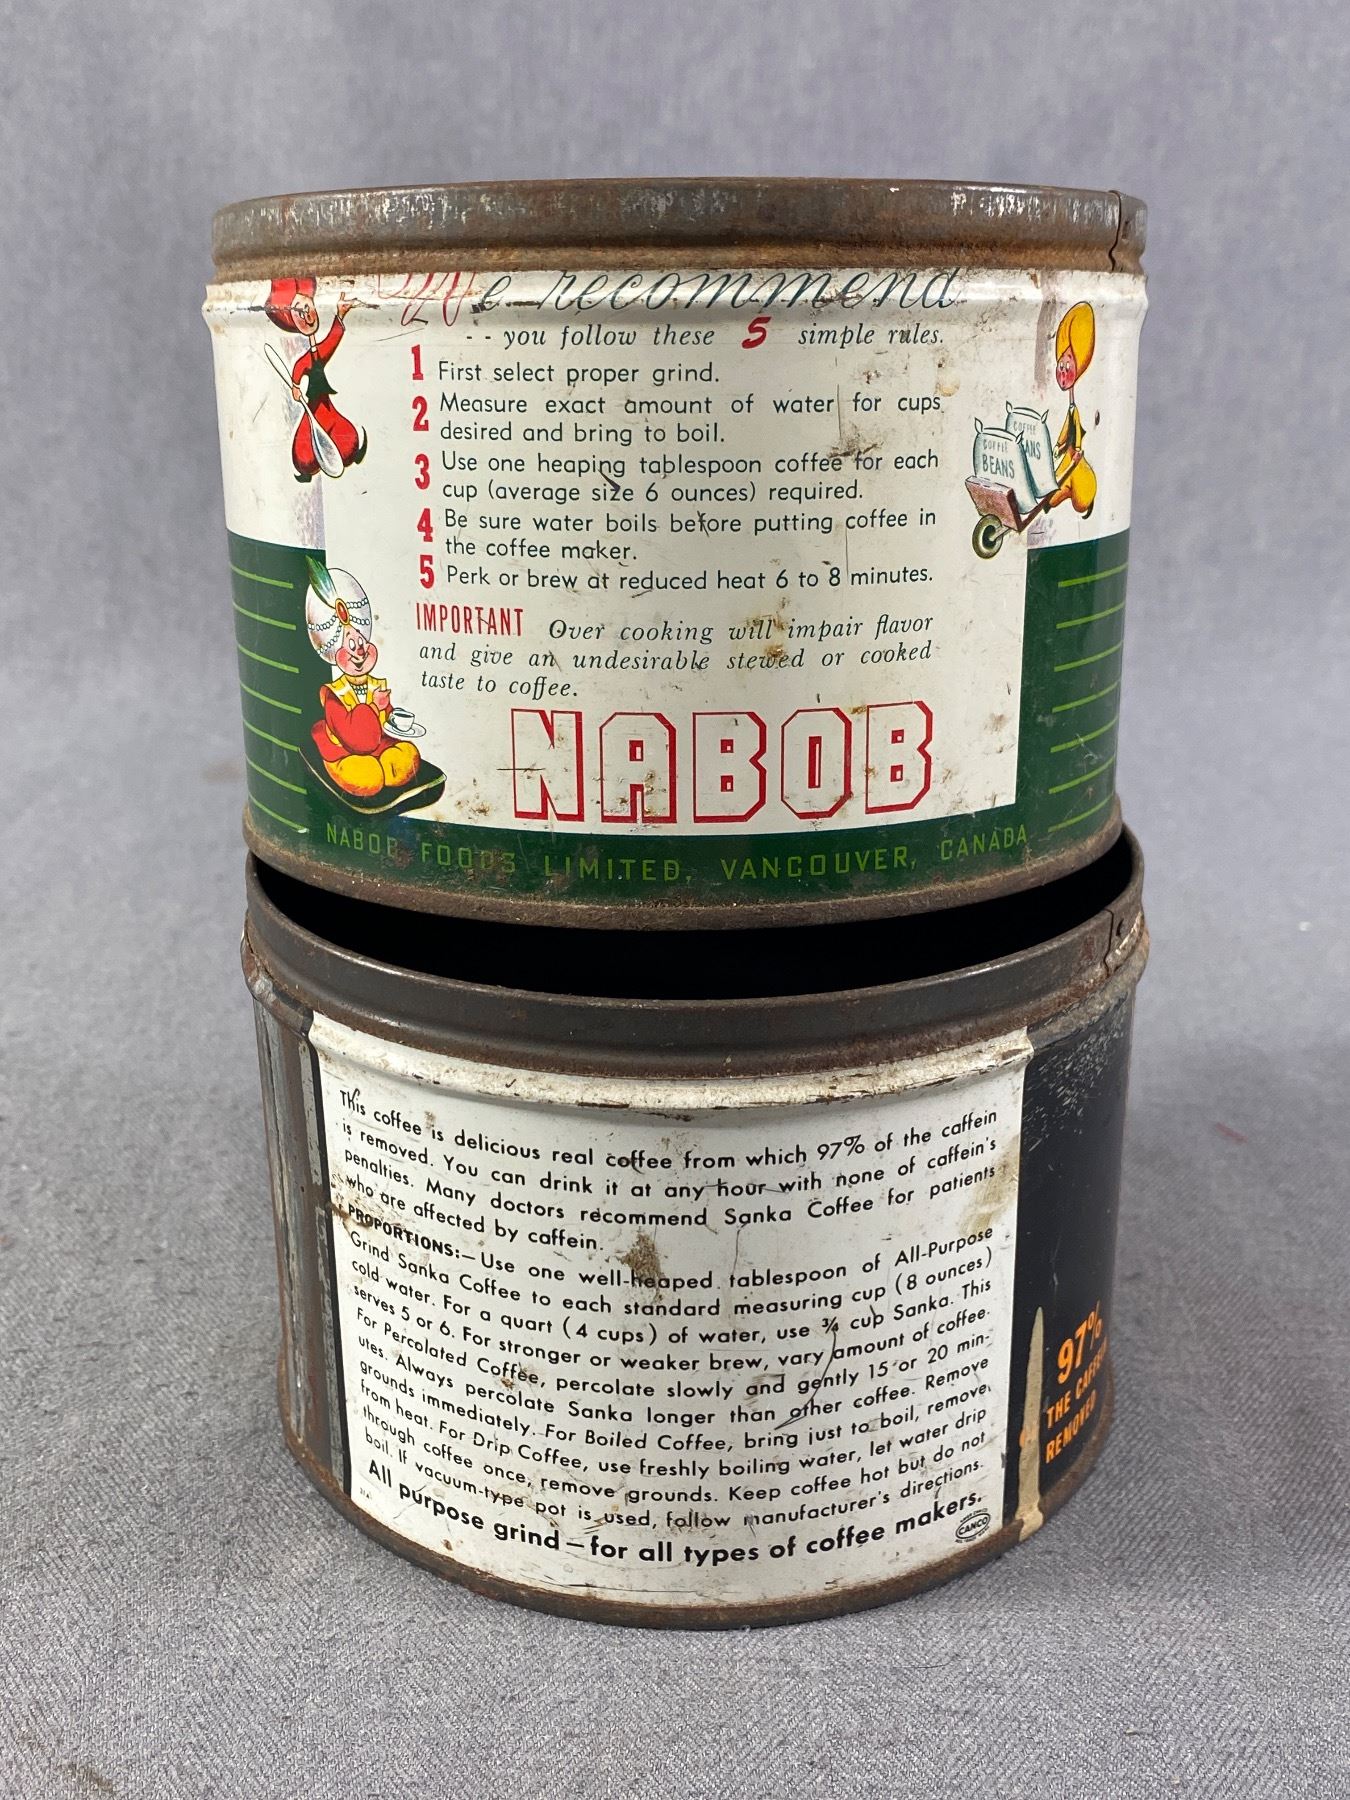 We recommend
-- you follow these 5 simple rules.
1 First select proper grind.
2 Measure exact amount of water for cups
desired and bring to boil.
3 Use one heaping tablespoon coffee for each
cup (average size 6 ounces) required.
4 Be sure water boils before putting coffee in
the coffee maker.
5 Perk or brew at reduced heat 6 to 8 minutes.
IMPORTANT Over cooking will impair flavor
and give an undesirable stewed or cooked
taste to coffee.
NABOB
NABOB FOODS LIMITED, VANCOUVER, CANADA
COFFEE
BEANS
COFFEE
ANS
This coffee is delicious real coffee from which 97% of the caffein
is removed. You can drink it at any hour with none of caffein's
penalties. Many doctors recommend Sanka Coffee for patients
who are affected by caffein.
PROPORTIONS:— Use one well-heaped tablespoon of All-Purpose
Grind Sanka Coffee to each standard measuring cup (8 ounces)
cold water. For a quart (4 cups) of water, use ¾ cup Sanka. This
serves 5 or 6. For stronger or weaker brew, vary amount of coffee.
For Percolated Coffee, percolate slowly and gently 15 or 20 min-
utes. Always percolate Sanka longer than other coffee. Remove
grounds immediately. For Boiled Coffee, bring just to boil, remove
from heat. For Drip Coffee, use freshly boiling water, let water drip
through coffee once, remove grounds. Keep coffee hot but do not
boil. If vacuum-type pot is used, follow manufacturer's directions.
All purpose grind — for all types of coffee makers.
CANCO
97%
THE CAFFEIN
REMOVED